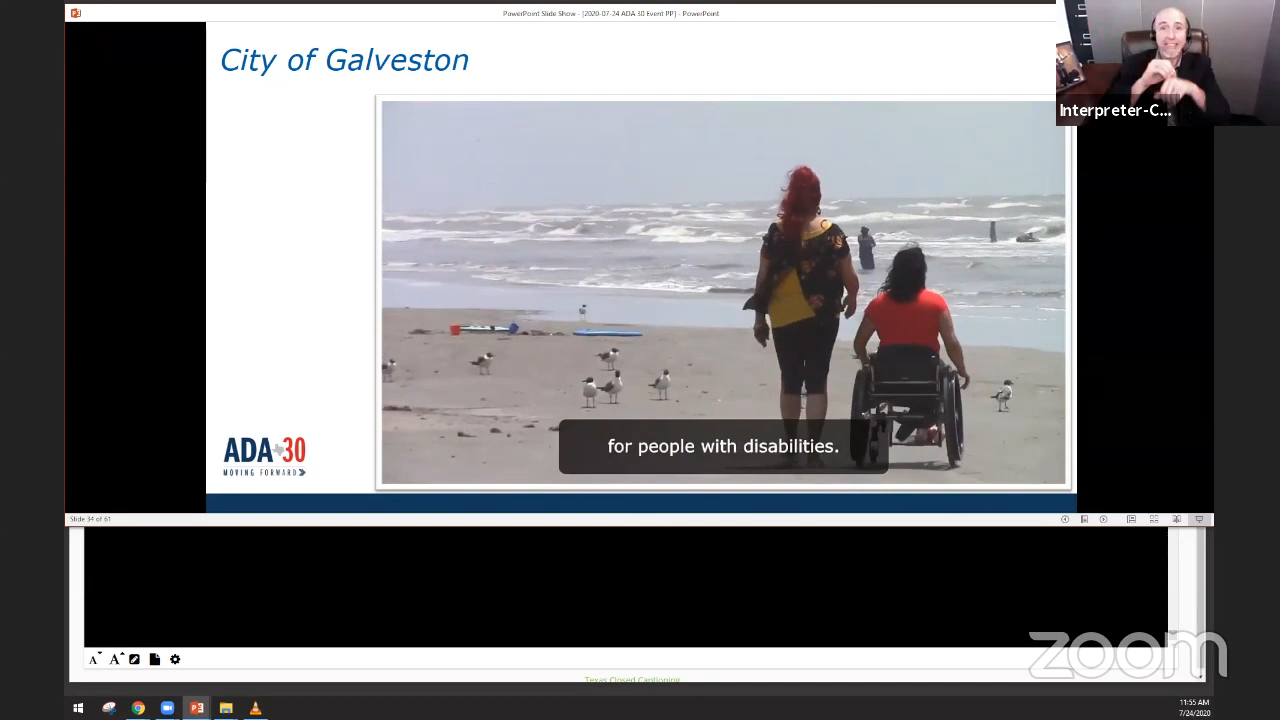 PowerPoint Slide Show - [2020-07-24 ADA 30 Event PP] - PowerPoint
City of Galveston
Interpreter-C...
for people with disabilities.
ADA 30
MOVING FORWARD
Slide 34 of 61
zoom
A A
Texas Closed Captioning
11:55 AM
7/24/2020